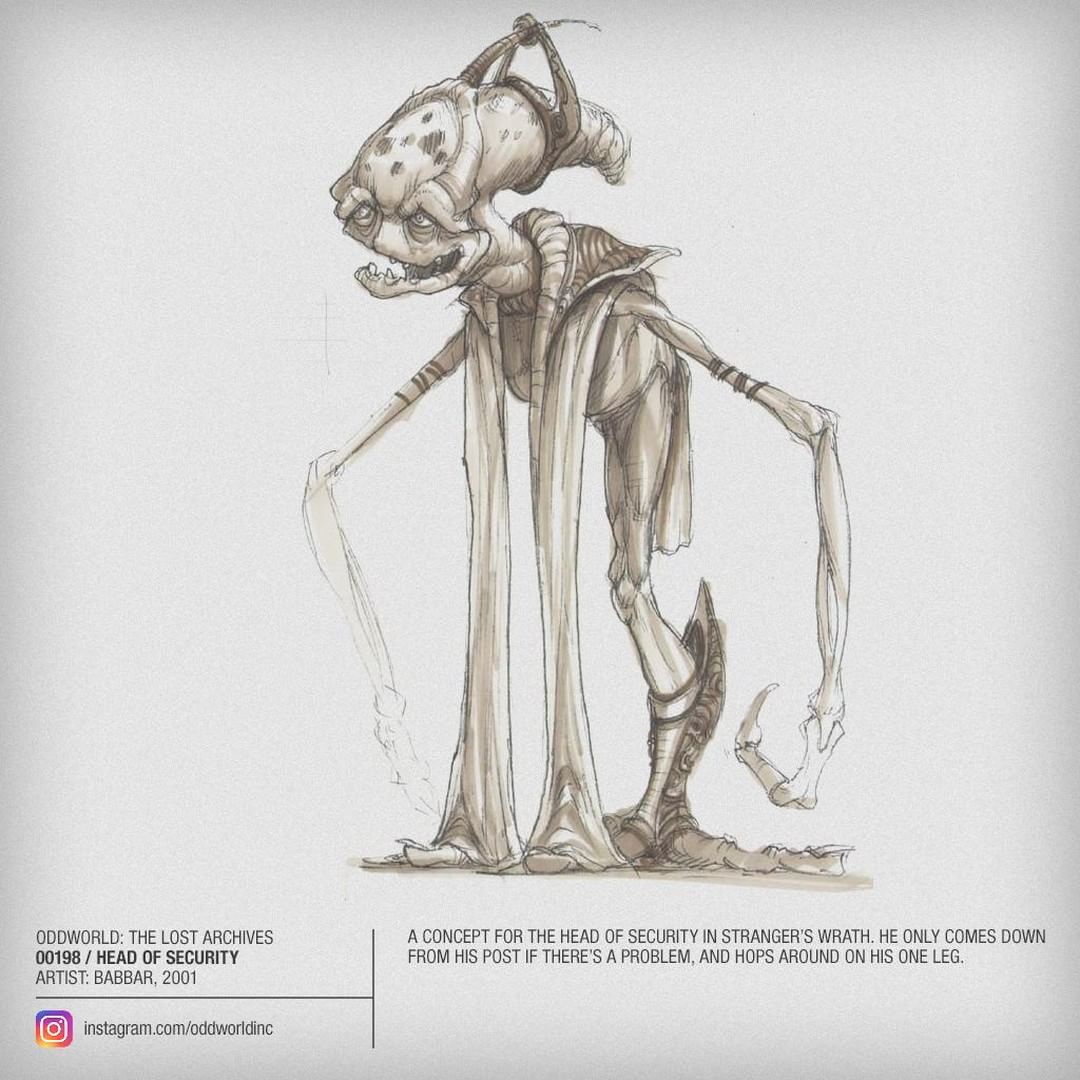 ODDWORLD: THE LOST ARCHIVES
00198 / HEAD OF SECURITY
ARTIST: BABBAR, 2001
instagram.com/oddworldinc
A CONCEPT FOR THE HEAD OF SECURITY IN STRANGER'S WRATH. HE ONLY COMES DOWN
FROM HIS POST IF THERE'S A PROBLEM, AND HOPS AROUND ON HIS ONE LEG.